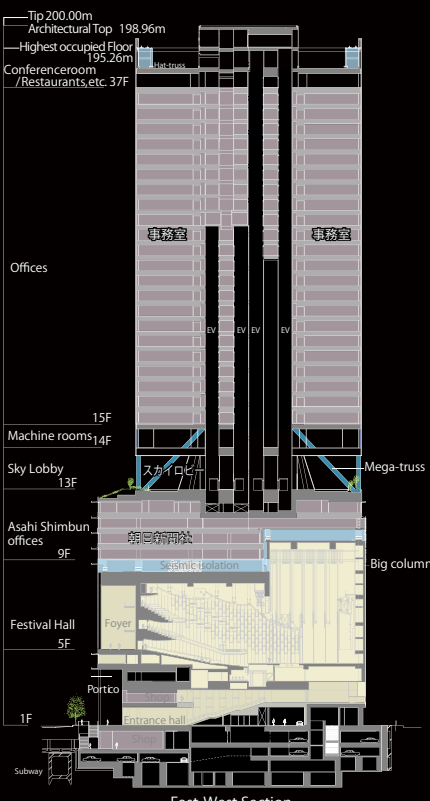 Tip 200.00m
Architectural Top 198.96m
Highest occupied Floor
195.26m
Hat-truss
Conferenceroom
/Restaurants,etc. 37F
事務室
事務室
Offices
EV
EV
EV
EV
15F
Machine rooms
14F
スカイロビー
Sky Lobby
Mega-truss
13F
Asahi Shimbun
offices
朝日新聞社
9F
Seismic isolation
Big column
Festival Hall
Foyer
5F
Portico
Shop
1F
Entrance hall
Shop
Subway
East-West Section